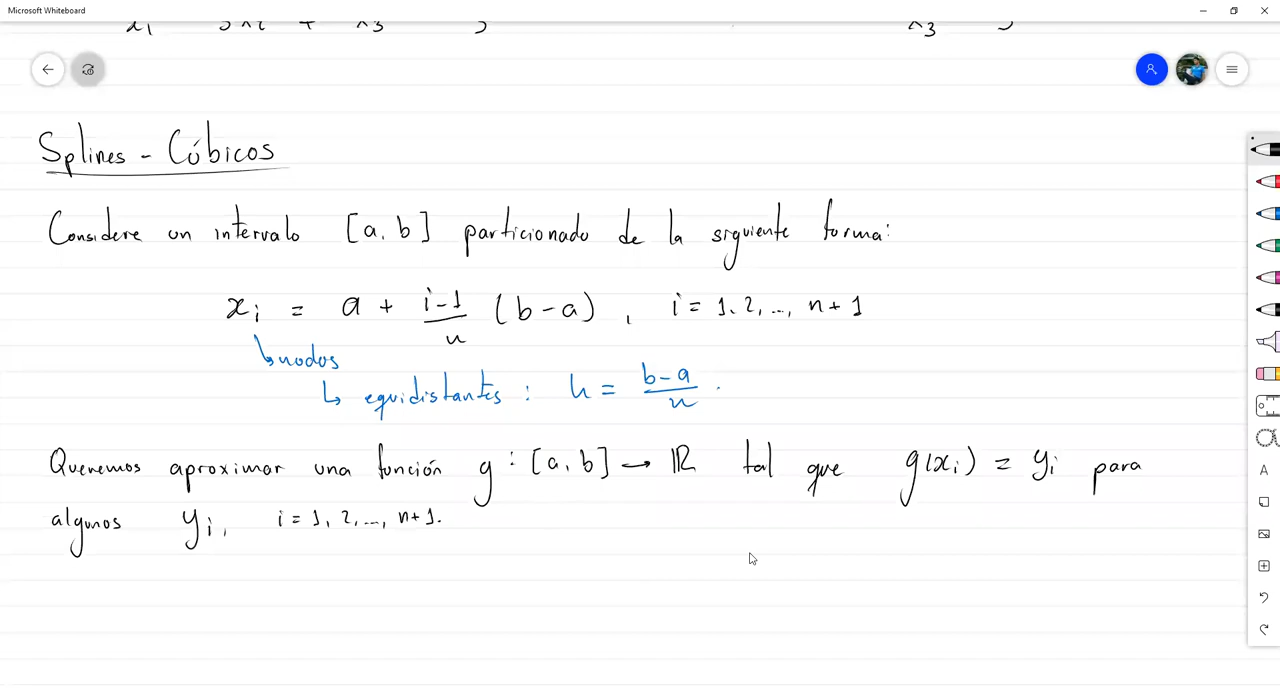 Microsoft Whiteboard
Splines - Cúbicos
Considere un intervalo [a, b] particionado de la siguiente forma:
xᵢ = a + (i-1)/n (b-a), i = 1, 2, ..., n+1
↳ nodos
↳ equidistantes : h = (b-a)/n.
Queremos aproximar una función g : [a, b] → ℝ tal que g(xᵢ) = yᵢ para
algunos yᵢ, i = 1, 2, ..., n+1.